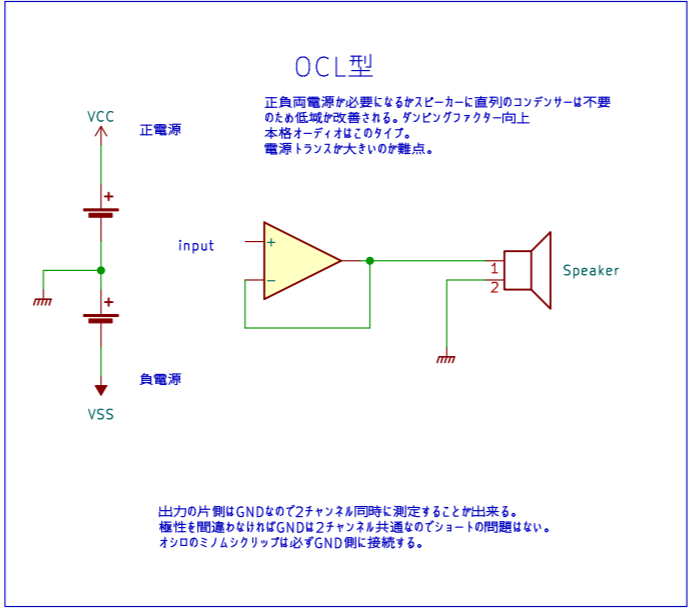 OCL型
正負両電源が必要になるがスピーカーに直列のコンデンサーは不要
のため低域が改善される。ダンピングファクター向上
本格オーディオはこのタイプ。
電源トランスが大きいのが難点。
VCC
正電源
+
input
+
−
1
2
Speaker
+
負電源
VSS
出力の片側はGNDなので2チャンネル同時に測定することが出来る。
極性を間違わなければGNDは2チャンネル共通なのでショートの問題はない。
オシロのミノムシクリップは必ずGND側に接続する。